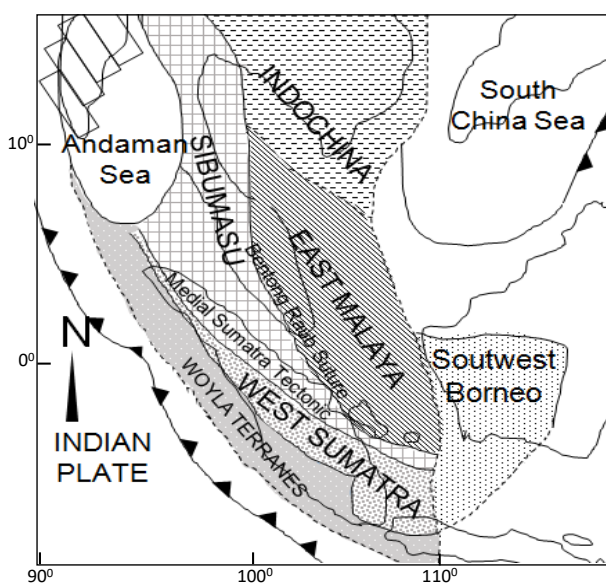 INDOCHINA
South
China Sea
10⁰
Andaman
Sea
SIBUMASU
EAST MALAYA
Bentong Raub Suture
Medial Sumatra Tectonic
N
0⁰
Soutwest
Borneo
WEST SUMATRA
WOYLA TERRANES
INDIAN
PLATE
90⁰
100⁰
110⁰